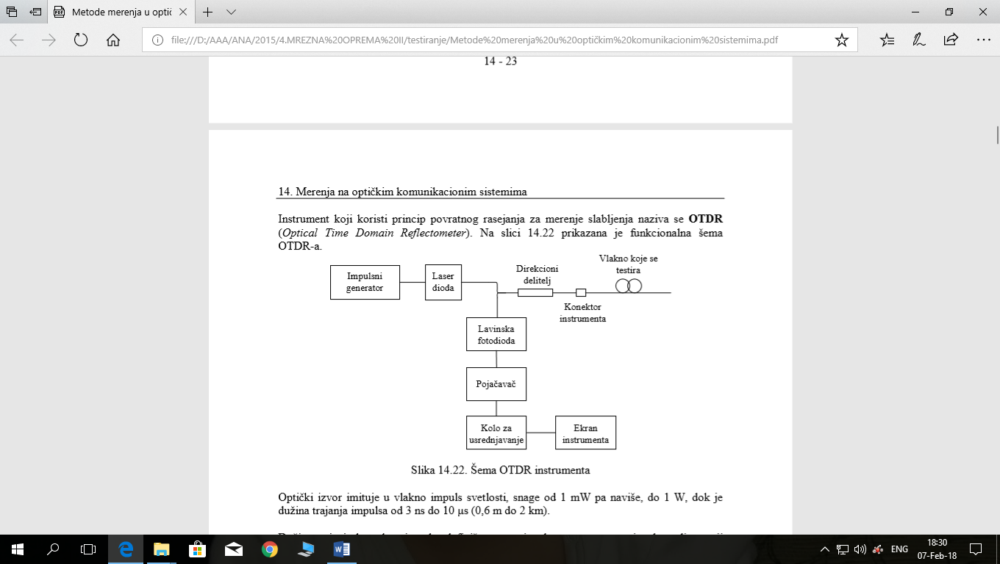 Metode merenja u optič
file:///D:/AAA/ANA/2015/4.MREZNA%20OPREMA%20II/testiranje/Metode%20merenja%20u%20optičkim%20komunikacionim%20sistemima.pdf
14 - 23
14. Merenja na optičkim komunikacionim sistemima
Instrument koji koristi princip povratnog rasejanja za merenje slabljenja naziva se OTDR
(Optical Time Domain Reflectometer). Na slici 14.22 prikazana je funkcionalna šema
OTDR-a.
Impulsni
generator
Laser
dioda
Direkcioni
delitelj
Vlakno koje se
testira
Konektor
instrumenta
Lavinska
fotodioda
Pojačavač
Kolo za
usrednjavanje
Ekran
instrumenta
Slika 14.22. Šema OTDR instrumenta
Optički izvor imituje u vlakno impuls svetlosti, snage od 1 mW pa naviše, do 1 W, dok je
dužina trajanja impulsa od 3 ns do 10 μs (0,6 m do 2 km).
ENG
18:30
07-Feb-18